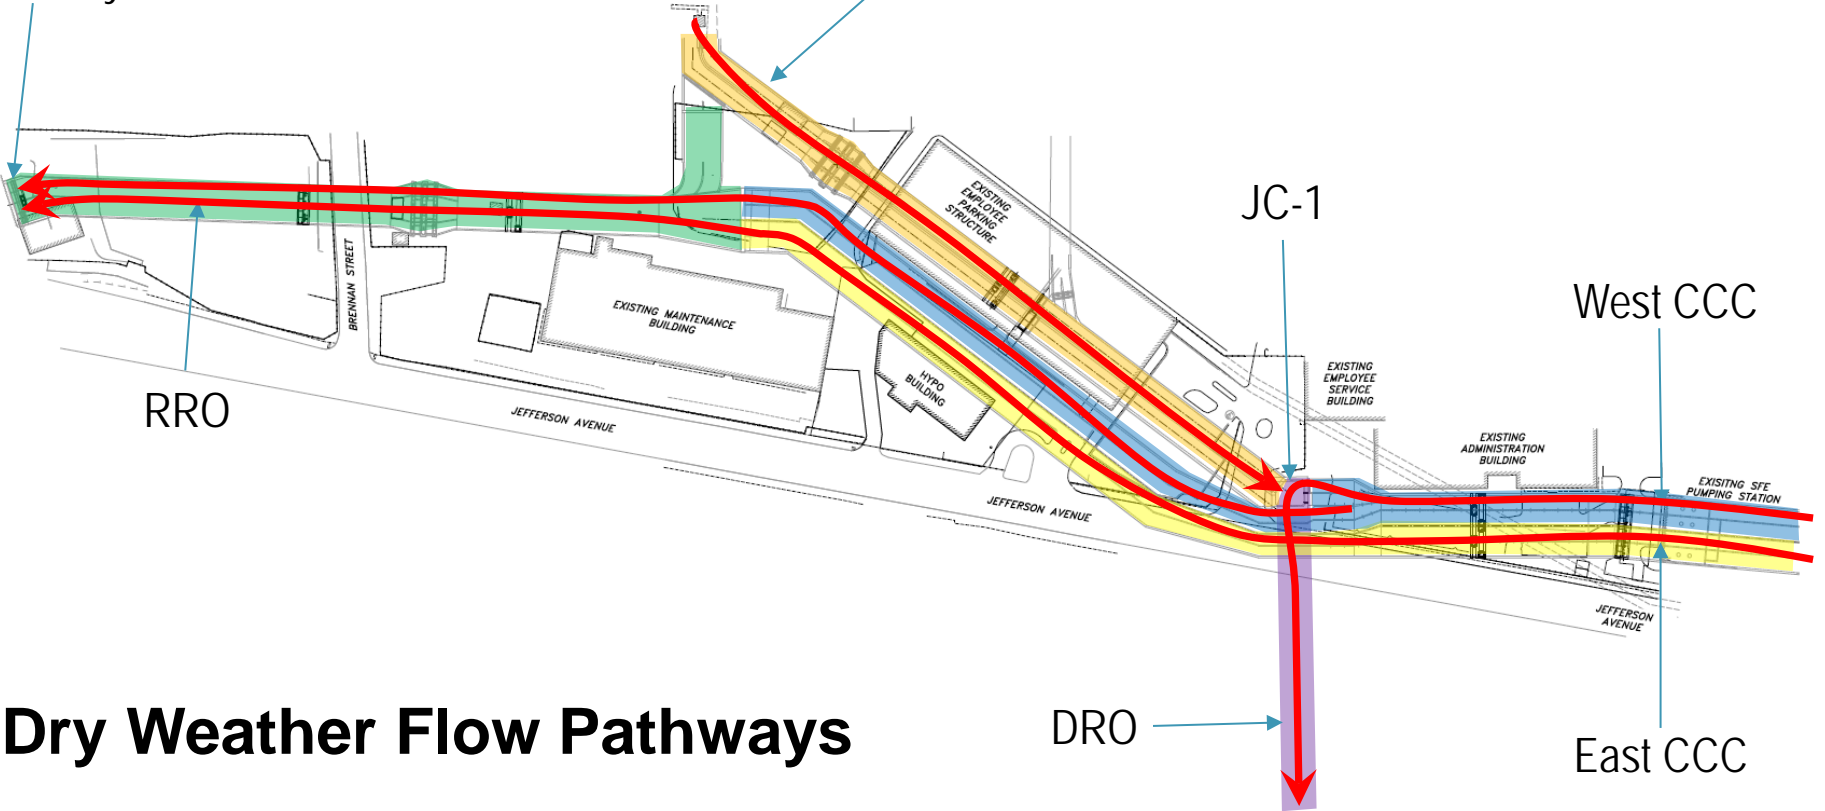 EXISTING
EMPLOYEE
PARKING
STRUCTURE
JC-1
West CCC
BRENNAN STREET
EXISTING MAINTENANCE
BUILDING
RRO
HYPO
BUILDING
EXISTING
EMPLOYEE
SERVICE
BUILDING
JEFFERSON AVENUE
EXISTING
ADMINISTRATION
BUILDING
EXISITNG SFE
PUMPING STATION
JEFFERSON AVENUE
JEFFERSON
AVENUE
Dry Weather Flow Pathways
DRO
East CCC